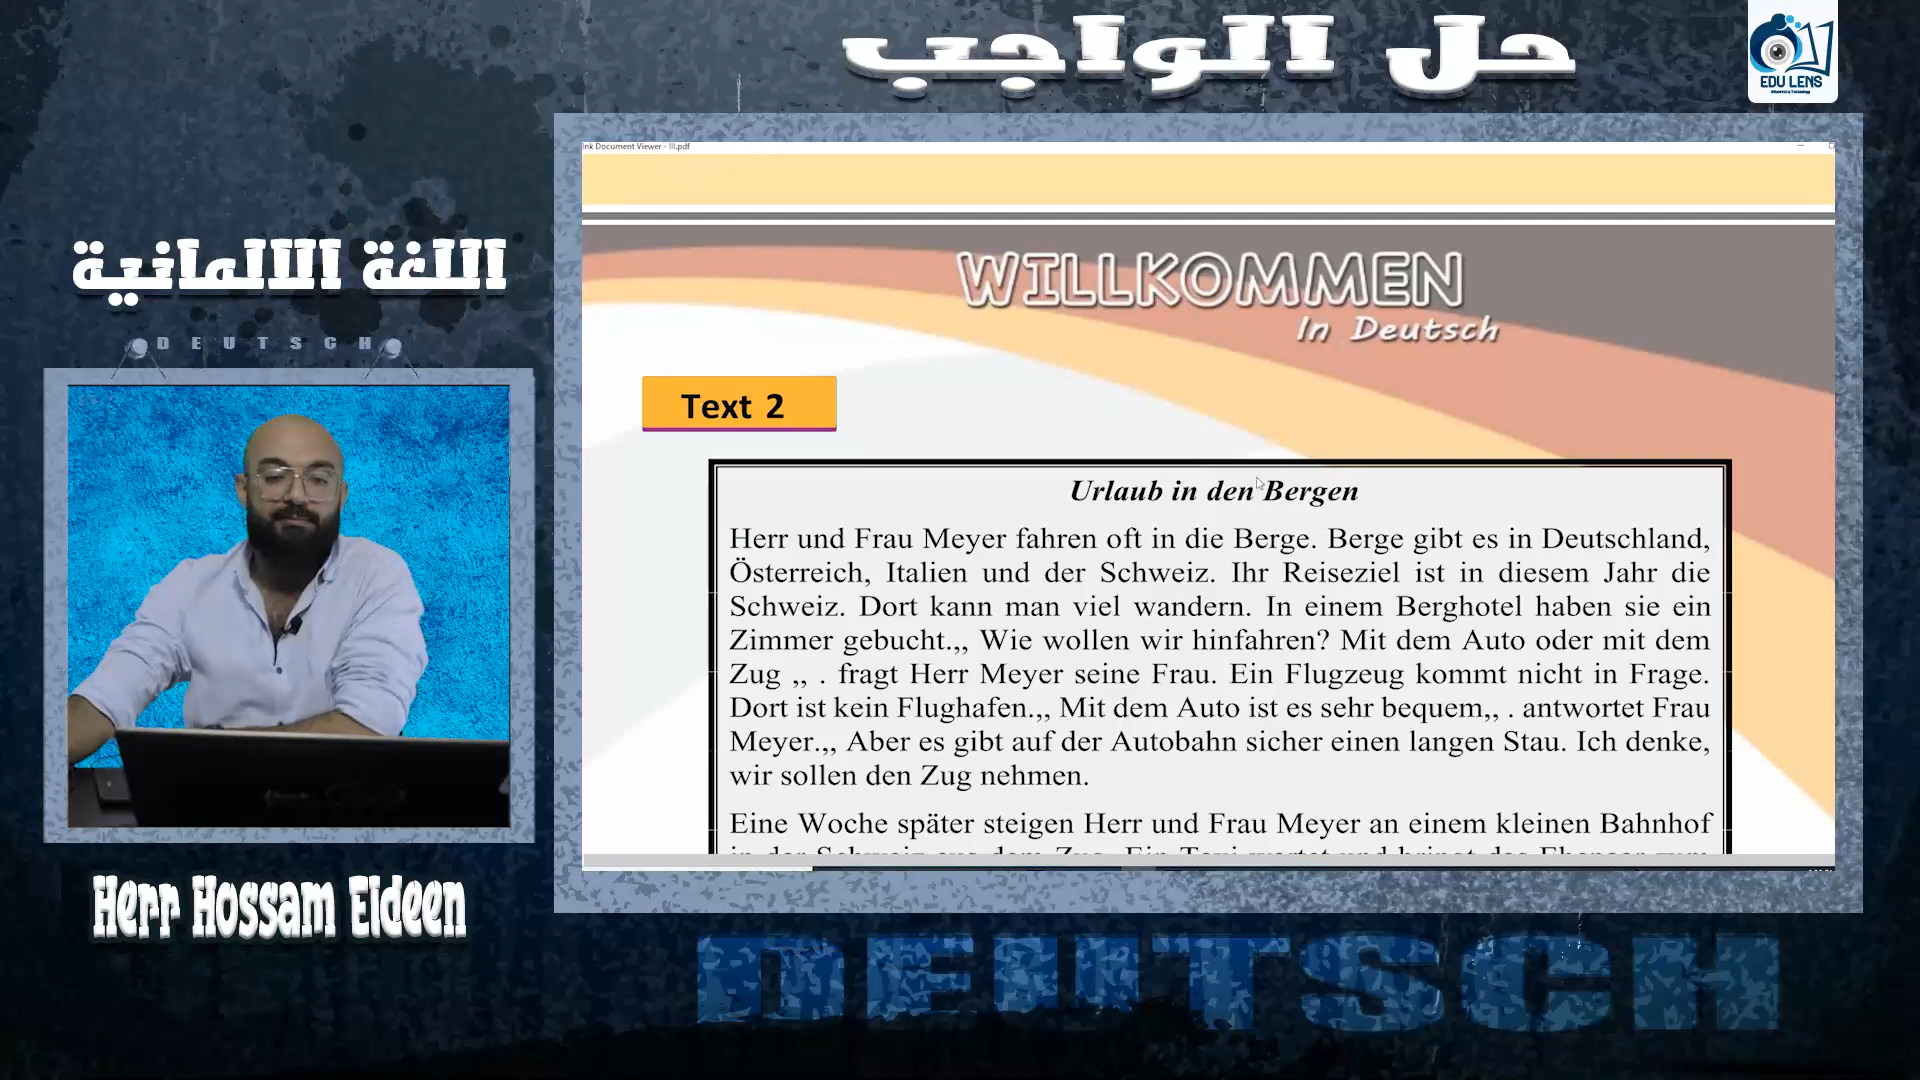 حل الواجب
EDU LENS
Ink Document Viewer - III.pdf
WILLKOMMEN
In Deutsch
اللغة الالمانية
DEUTSCH
Text 2
Urlaub in den Bergen
Herr und Frau Meyer fahren oft in die Berge. Berge gibt es in Deutschland,
Österreich, Italien und der Schweiz. Ihr Reiseziel ist in diesem Jahr die
Schweiz. Dort kann man viel wandern. In einem Berghotel haben sie ein
Zimmer gebucht.,, Wie wollen wir hinfahren? Mit dem Auto oder mit dem
Zug ,, . fragt Herr Meyer seine Frau. Ein Flugzeug kommt nicht in Frage.
Dort ist kein Flughafen.,, Mit dem Auto ist es sehr bequem,, . antwortet Frau
Meyer.,, Aber es gibt auf der Autobahn sicher einen langen Stau. Ich denke,
wir sollen den Zug nehmen.
Eine Woche später steigen Herr und Frau Meyer an einem kleinen Bahnhof
Herr Hossam Eldeen
DEUTSCH